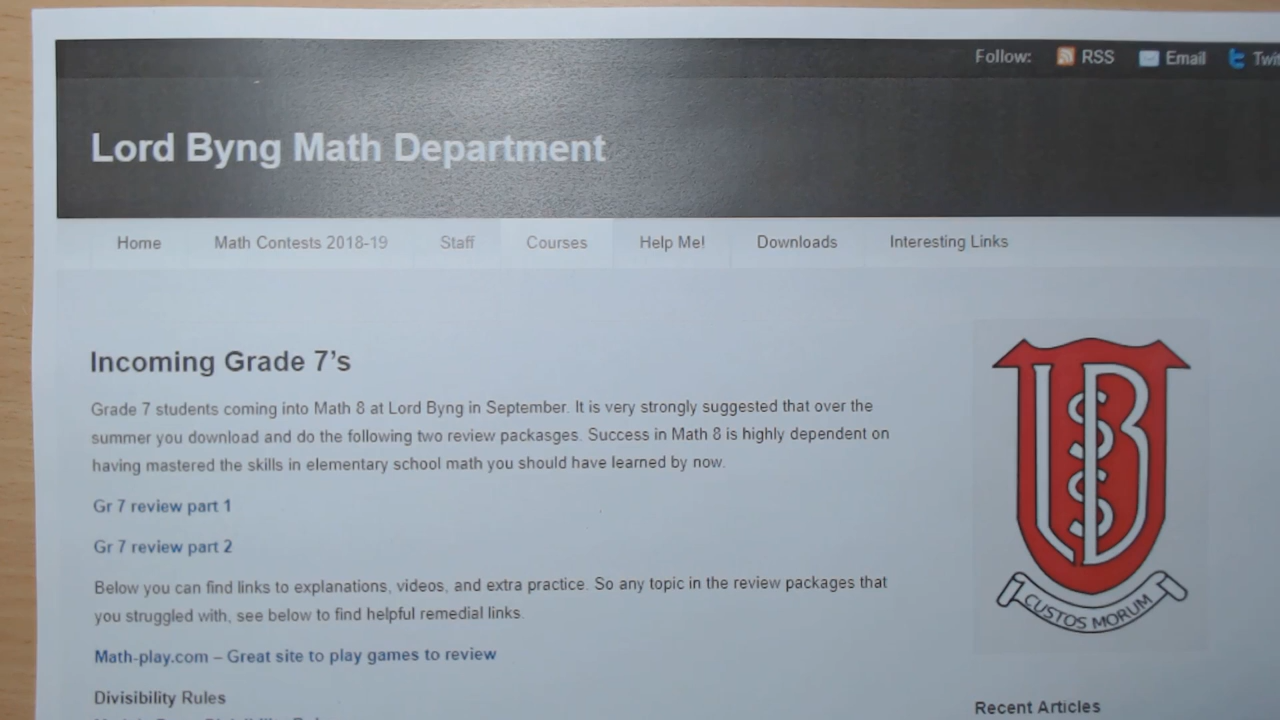 Follow: RSS Email
Lord Byng Math Department
Home Math Contests 2018-19 Staff Courses Help Me! Downloads Interesting Links
Incoming Grade 7's
Grade 7 students coming into Math 8 at Lord Byng in September. It is very strongly suggested that over the
summer you download and do the following two review packasges. Success in Math 8 is highly dependent on
having mastered the skills in elementary school math you should have learned by now.
Gr 7 review part 1
Gr 7 review part 2
Below you can find links to explanations, videos, and extra practice. So any topic in the review packages that
you struggled with, see below to find helpful remedial links.
Math-play.com – Great site to play games to review
Divisibility Rules
LBSS
CUSTOS MORUM
Recent Articles